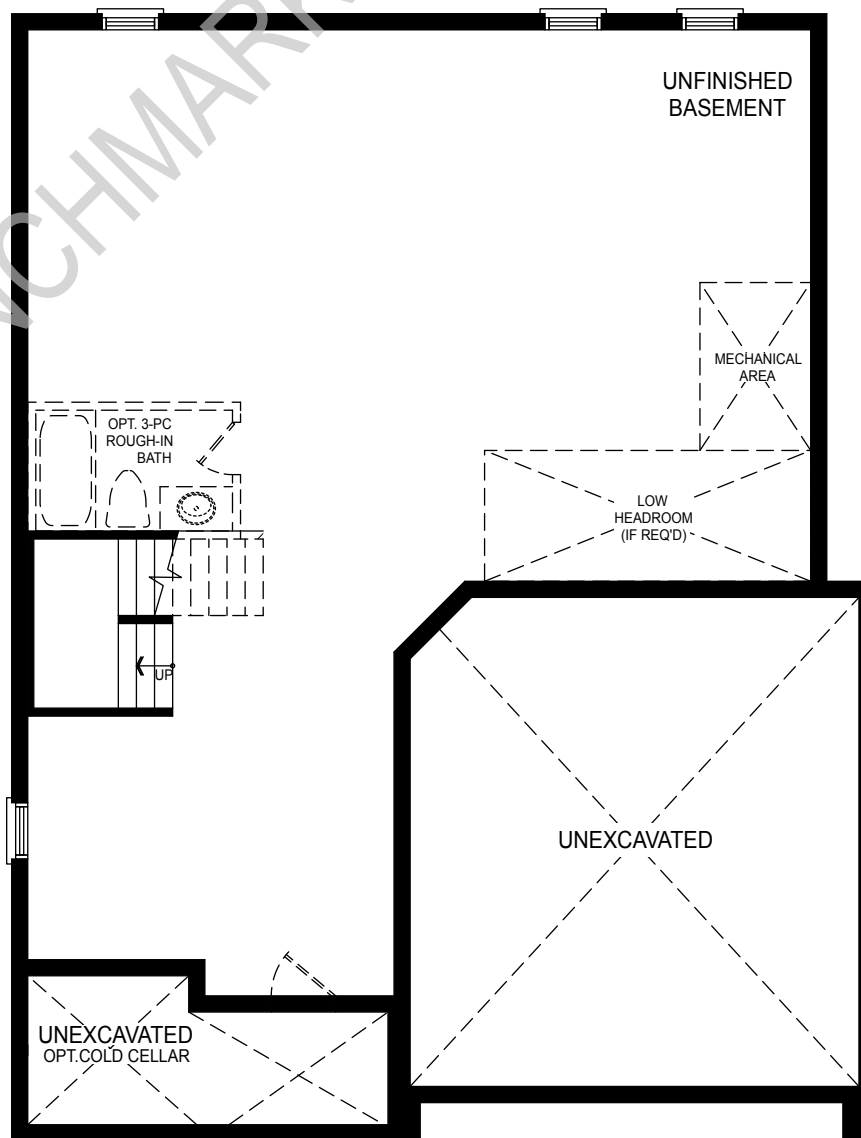 UNFINISHED
BASEMENT
MECHANICAL
AREA
OPT. 3-PC
ROUGH-IN
BATH
LOW
HEADROOM
(IF REQ'D)
UP
UNEXCAVATED
UNEXCAVATED
OPT.COLD CELLAR
NCHMARK